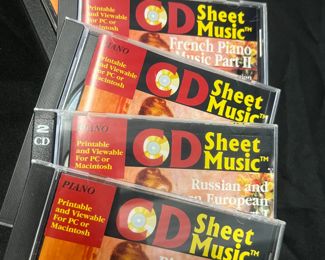 Printable
and Viewable
For PC or
Macintosh
CD Sheet
Music™
French Piano
Music Part II
PIANO
Printable
and Viewable
For PC or
Macintosh
CD Sheet
Music™
2
CD
PIANO
Printable
and Viewable
For PC or
Macintosh
CD Sheet
Music™
Russian and
European
PIANO
Printable
and Viewable
For PC or
Macintosh
CD Sheet
Music™